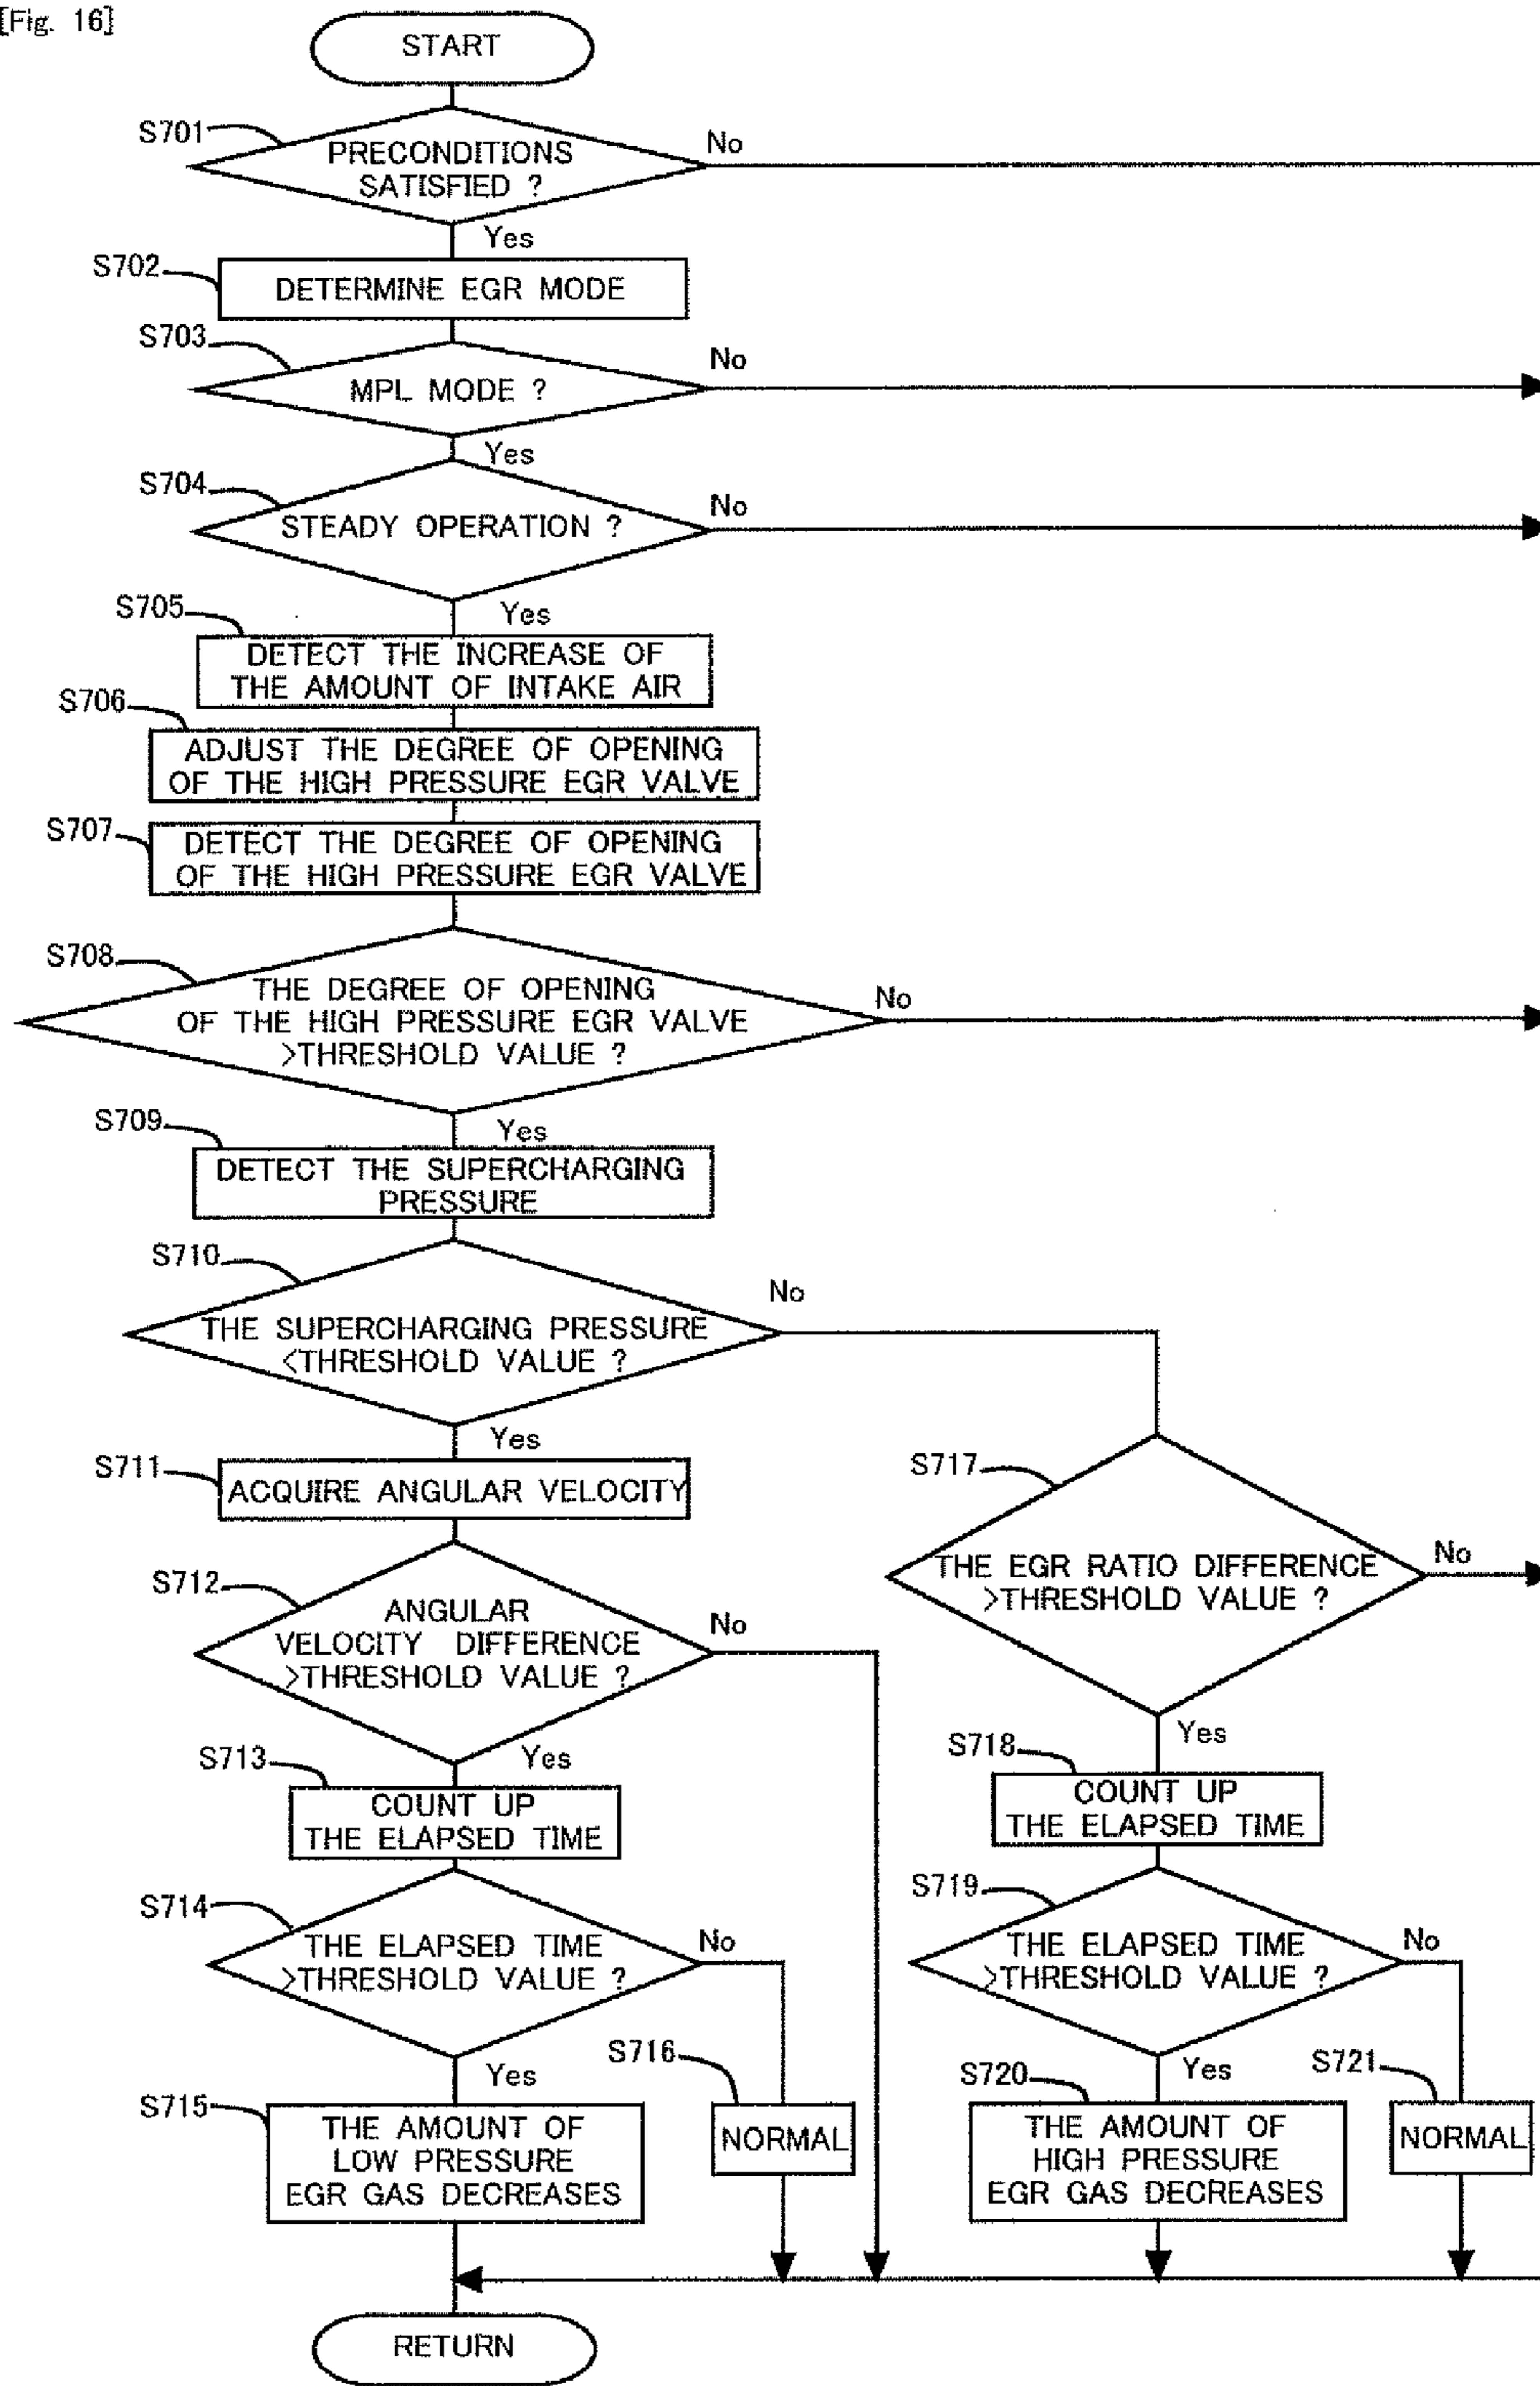 [Fig. 16]
START
S701
PRECONDITIONS
SATISFIED ?
No
Yes
S702
DETERMINE EGR MODE
S703
MPL MODE ?
No
Yes
S704
STEADY OPERATION ?
No
Yes
S705
DETECT THE INCREASE OF
THE AMOUNT OF INTAKE AIR
S706
ADJUST THE DEGREE OF OPENING
OF THE HIGH PRESSURE EGR VALVE
S707
DETECT THE DEGREE OF OPENING
OF THE HIGH PRESSURE EGR VALVE
S708
THE DEGREE OF OPENING
OF THE HIGH PRESSURE EGR VALVE
>THRESHOLD VALUE ?
No
Yes
S709
DETECT THE SUPERCHARGING
PRESSURE
S710
THE SUPERCHARGING PRESSURE
<THRESHOLD VALUE ?
No
Yes
S711
ACQUIRE ANGULAR VELOCITY
S712
ANGULAR
VELOCITY DIFFERENCE
>THRESHOLD VALUE ?
No
Yes
S713
COUNT UP
THE ELAPSED TIME
S714
THE ELAPSED TIME
>THRESHOLD VALUE ?
No
Yes
S715
THE AMOUNT OF
LOW PRESSURE
EGR GAS DECREASES
S716
NORMAL
S717
THE EGR RATIO DIFFERENCE
>THRESHOLD VALUE ?
No
Yes
S718
COUNT UP
THE ELAPSED TIME
S719
THE ELAPSED TIME
>THRESHOLD VALUE ?
No
Yes
S720
THE AMOUNT OF
HIGH PRESSURE
EGR GAS DECREASES
S721
NORMAL
RETURN